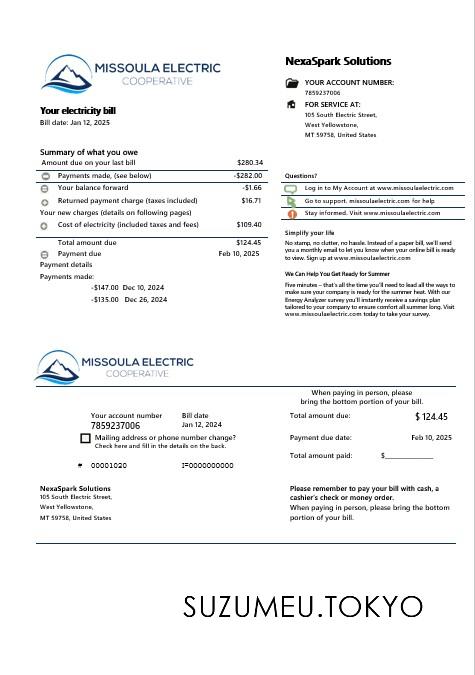 MISSOULA ELECTRIC
COOPERATIVE
NexaSpark Solutions
YOUR ACCOUNT NUMBER:
7859237006
FOR SERVICE AT:
105 South Electric Street,
West Yellowstone,
MT 59758, United States
Your electricity bill
Bill date: Jan 12, 2025
Summary of what you owe
Amount due on your last bill $280.34
Payments made, (see below) -$282.00
Your balance forward -$1.66
Returned payment charge (taxes included) $16.71
Your new charges (details on following pages)
Cost of electricity (included taxes and fees) $109.40
Total amount due $124.45
Payment due Feb 10, 2025
Payment details
Payments made:
-$147.00 Dec 10, 2024
-$135.00 Dec 26, 2024
Questions?
Log in to My Account at www.missoulaelectric.com
Go to support. missoulaelectric.com for help
Stay informed. Visit www.missoulaelectric.com
Simplify your life
No stamp, no clutter, no hassle. Instead of a paper bill, we'll send
you a monthly email to let you know when your online bill is ready
to view. Sign up at www.missoulaelectric.com
We Can Help You Get Ready for Summer
Five minutes – that's all the time you'll need to lead all the ways to
make sure your company is ready for the summer heat. With our
Energy Analyzer survey you'll instantly receive a savings plan
tailored to your company to ensure comfort all summer long. Visit
www.missoulaelectric.com today to take your survey.
MISSOULA ELECTRIC
COOPERATIVE
When paying in person, please
bring the bottom portion of your bill.
Your account number Bill date
7859237006 Jan 12, 2024
Mailing address or phone number change?
Check here and fill in the details on the back.
# 00001020 I=0000000000
Total amount due: $ 124.45
Payment due date: Feb 10, 2025
Total amount paid: $_______________
NexaSpark Solutions
105 South Electric Street,
West Yellowstone,
MT 59758, United States
Please remember to pay your bill with cash, a
cashier's check or money order.
When paying in person, please bring the bottom
portion of your bill.
SUZUMEU.TOKYO